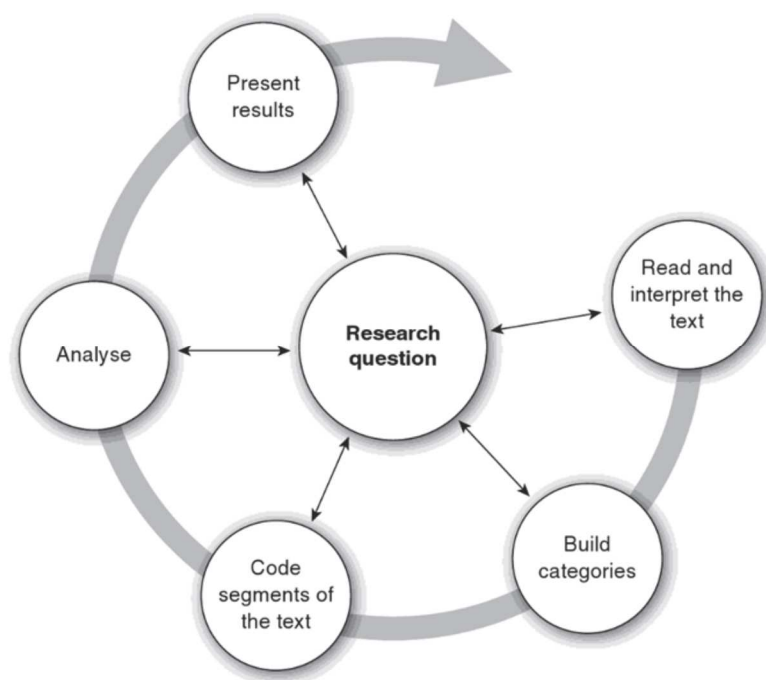 Present
results
Read and
interpret the
text
Research
question
Analyse
Build
categories
Code
segments of
the text